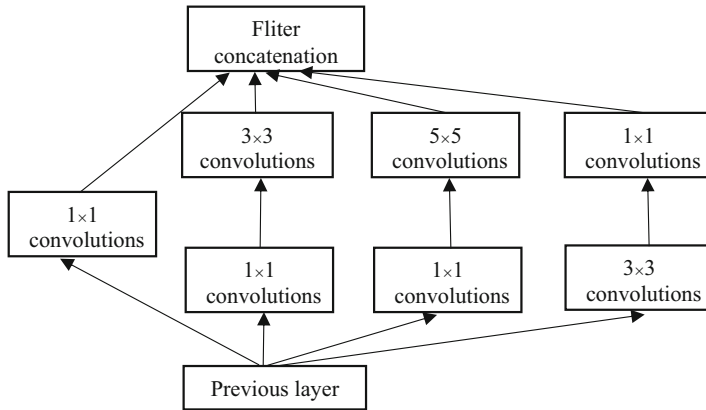 Fliter
concatenation
3×3
convolutions
5×5
convolutions
1×1
convolutions
1×1
convolutions
1×1
convolutions
1×1
convolutions
3×3
convolutions
Previous layer